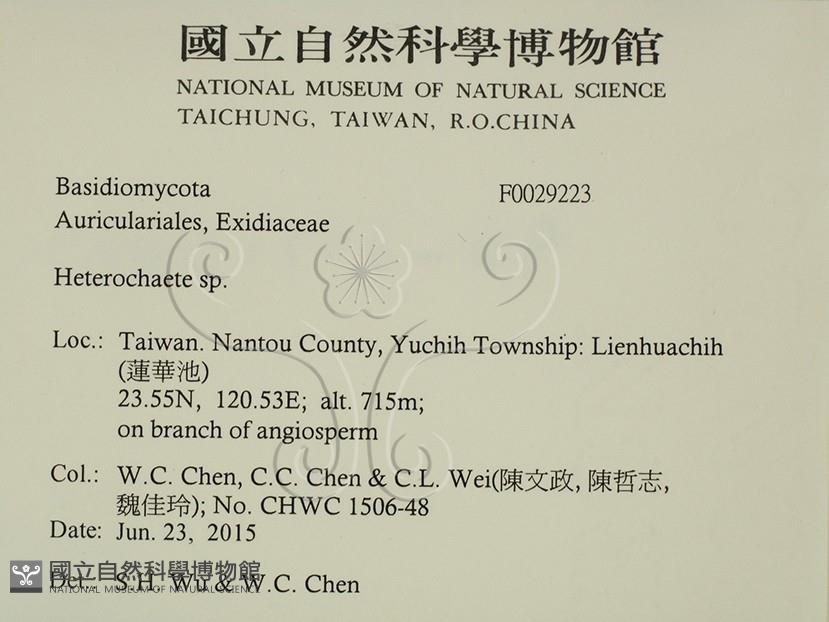 國立自然科學博物館
NATIONAL MUSEUM OF NATURAL SCIENCE
TAICHUNG, TAIWAN, R.O.CHINA
Basidiomycota F0029223
Auriculariales, Exidiaceae
Heterochaete sp.
Loc.: Taiwan. Nantou County, Yuchih Township: Lienhuachih
(蓮華池)
23.55N, 120.53E; alt. 715m;
on branch of angiosperm
Col.: W.C. Chen, C.C. Chen & C.L. Wei(陳文政, 陳哲志,
魏佳玲); No. CHWC 1506-48
Date: Jun. 23, 2015
Det.: S.H. Wu & W.C. Chen
國立自然科學博物館
NATIONAL MUSEUM OF NATURAL SCIENCE